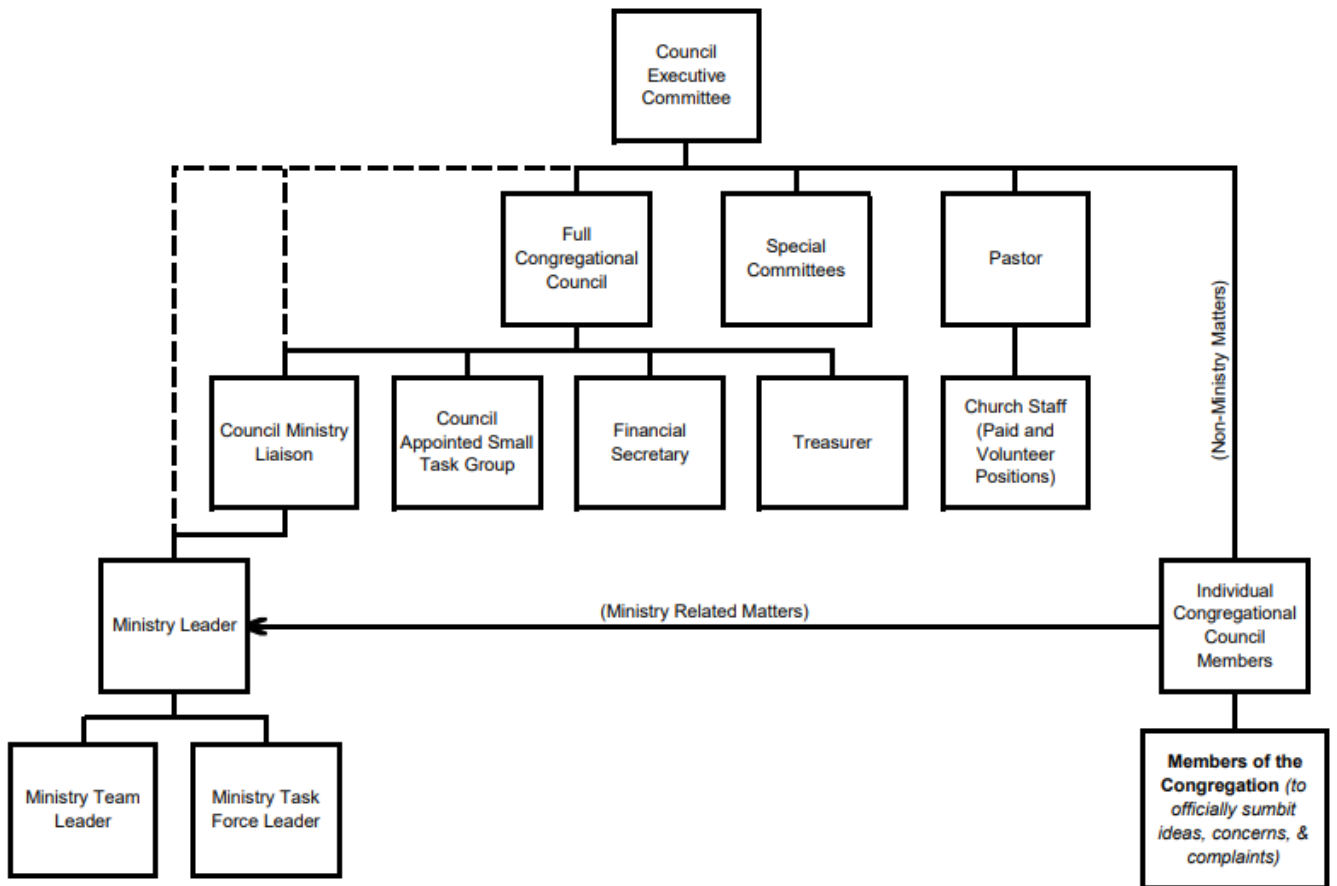 Council
Executive
Committee
Full
Congregational
Council
Special
Committees
Pastor
(Non-Ministry Matters)
Council Ministry
Liaison
Council
Appointed Small
Task Group
Financial
Secretary
Treasurer
Church Staff
(Paid and
Volunteer
Positions)
Ministry Leader
(Ministry Related Matters)
Individual
Congregational
Council
Members
Ministry Team
Leader
Ministry Task
Force Leader
Members of the
Congregation (to
officially sumbit
ideas, concerns, &
complaints)